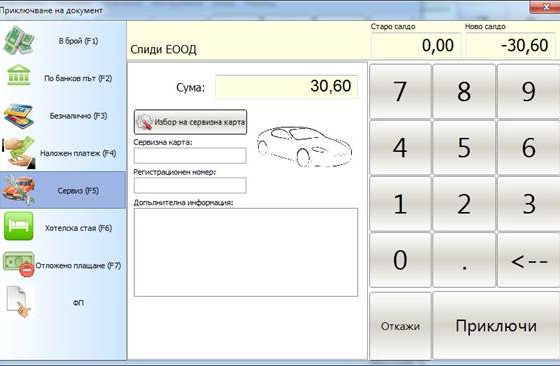 Приключване на документ
В брой (F1)
По банков път (F2)
Безналично (F3)
Наложен платеж (F4)
Сервиз (F5)
Хотелска стая (F6)
Отложено плащане (F7)
ФП
Спиди ЕООД
Старо салдо
0,00
Ново салдо
-30,60
Сума:
30,60
Избор на сервизна карта
Сервизна карта:
Регистрационен номер:
Допълнителна информация:
7 8 9
4 5 6
1 2 3
0 . <--
Откажи
Приключи